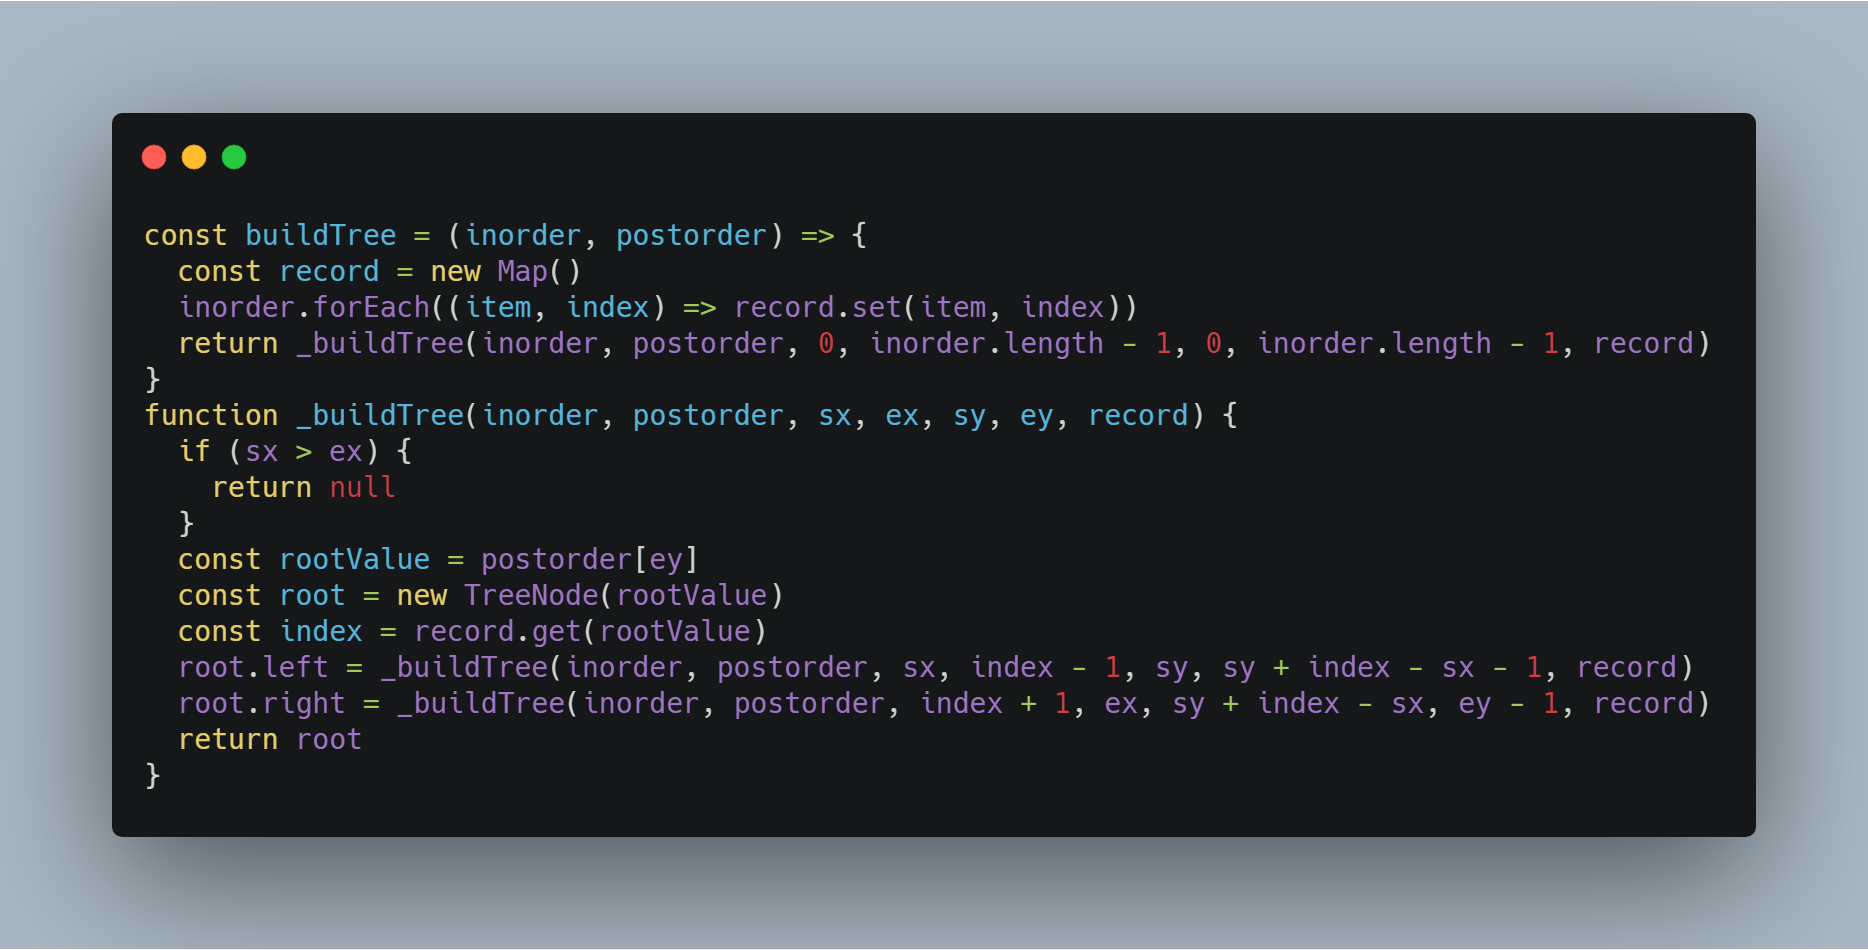 const buildTree = (inorder, postorder) => {
  const record = new Map()
  inorder.forEach((item, index) => record.set(item, index))
  return _buildTree(inorder, postorder, 0, inorder.length - 1, 0, inorder.length - 1, record)
}
function _buildTree(inorder, postorder, sx, ex, sy, ey, record) {
  if (sx > ex) {
    return null
  }
  const rootValue = postorder[ey]
  const root = new TreeNode(rootValue)
  const index = record.get(rootValue)
  root.left = _buildTree(inorder, postorder, sx, index - 1, sy, sy + index - sx - 1, record)
  root.right = _buildTree(inorder, postorder, index + 1, ex, sy + index - sx, ey - 1, record)
  return root
}